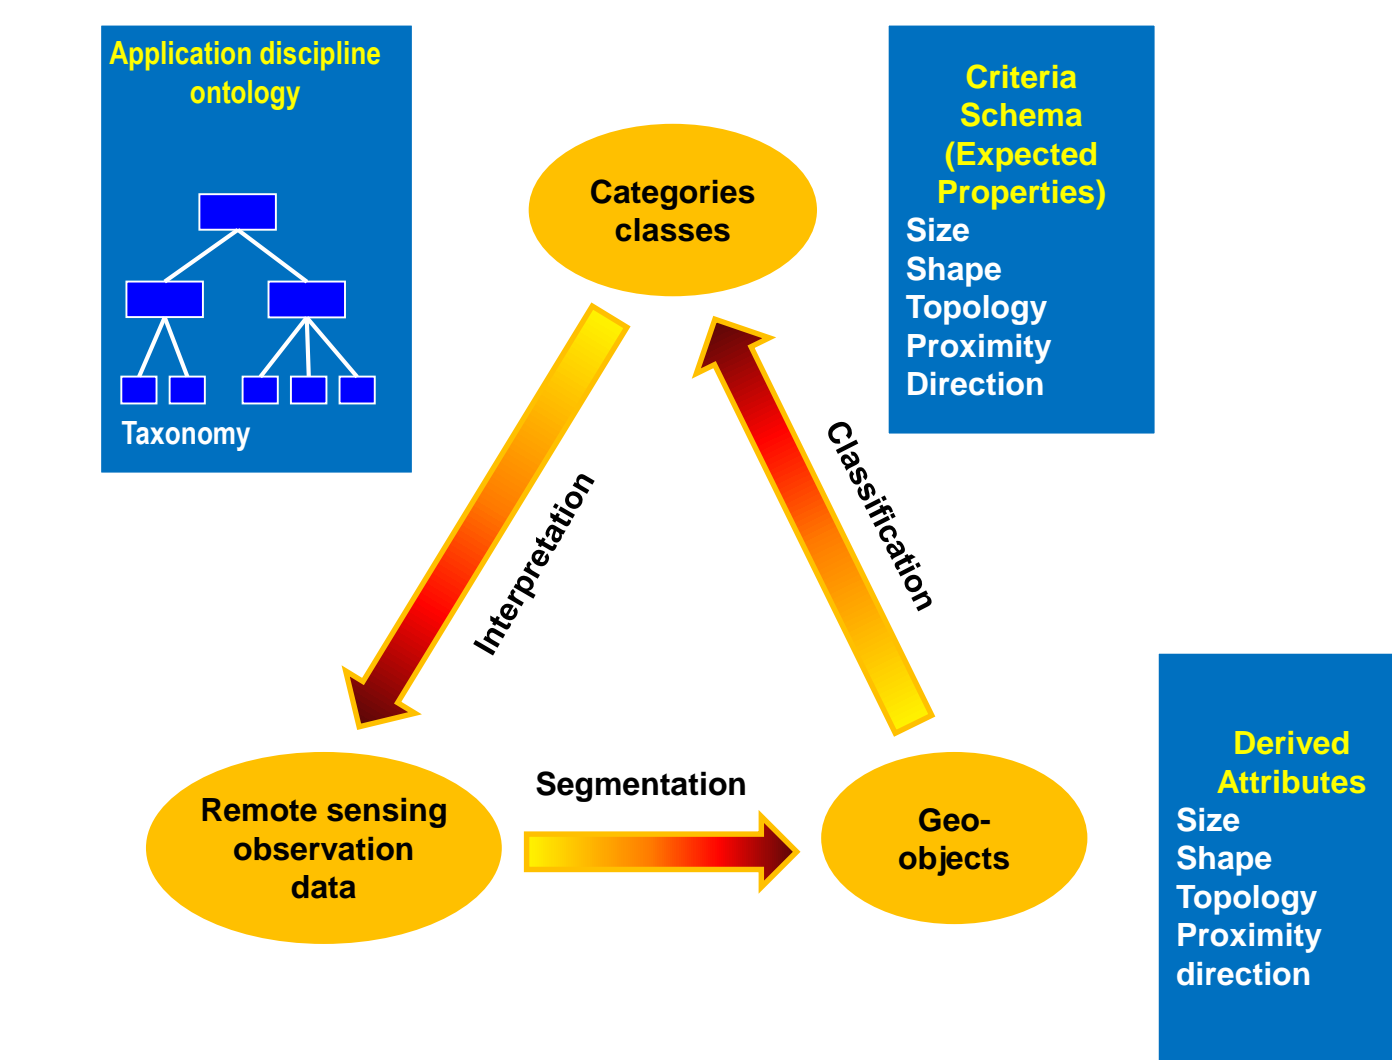 Application discipline
ontology
Taxonomy
Categories
classes
Criteria
Schema
(Expected
Properties)
Size
Shape
Topology
Proximity
Direction
Interpretation
Classification
Segmentation
Remote sensing
observation
data
Geo-
objects
Derived
Attributes
Size
Shape
Topology
Proximity
direction